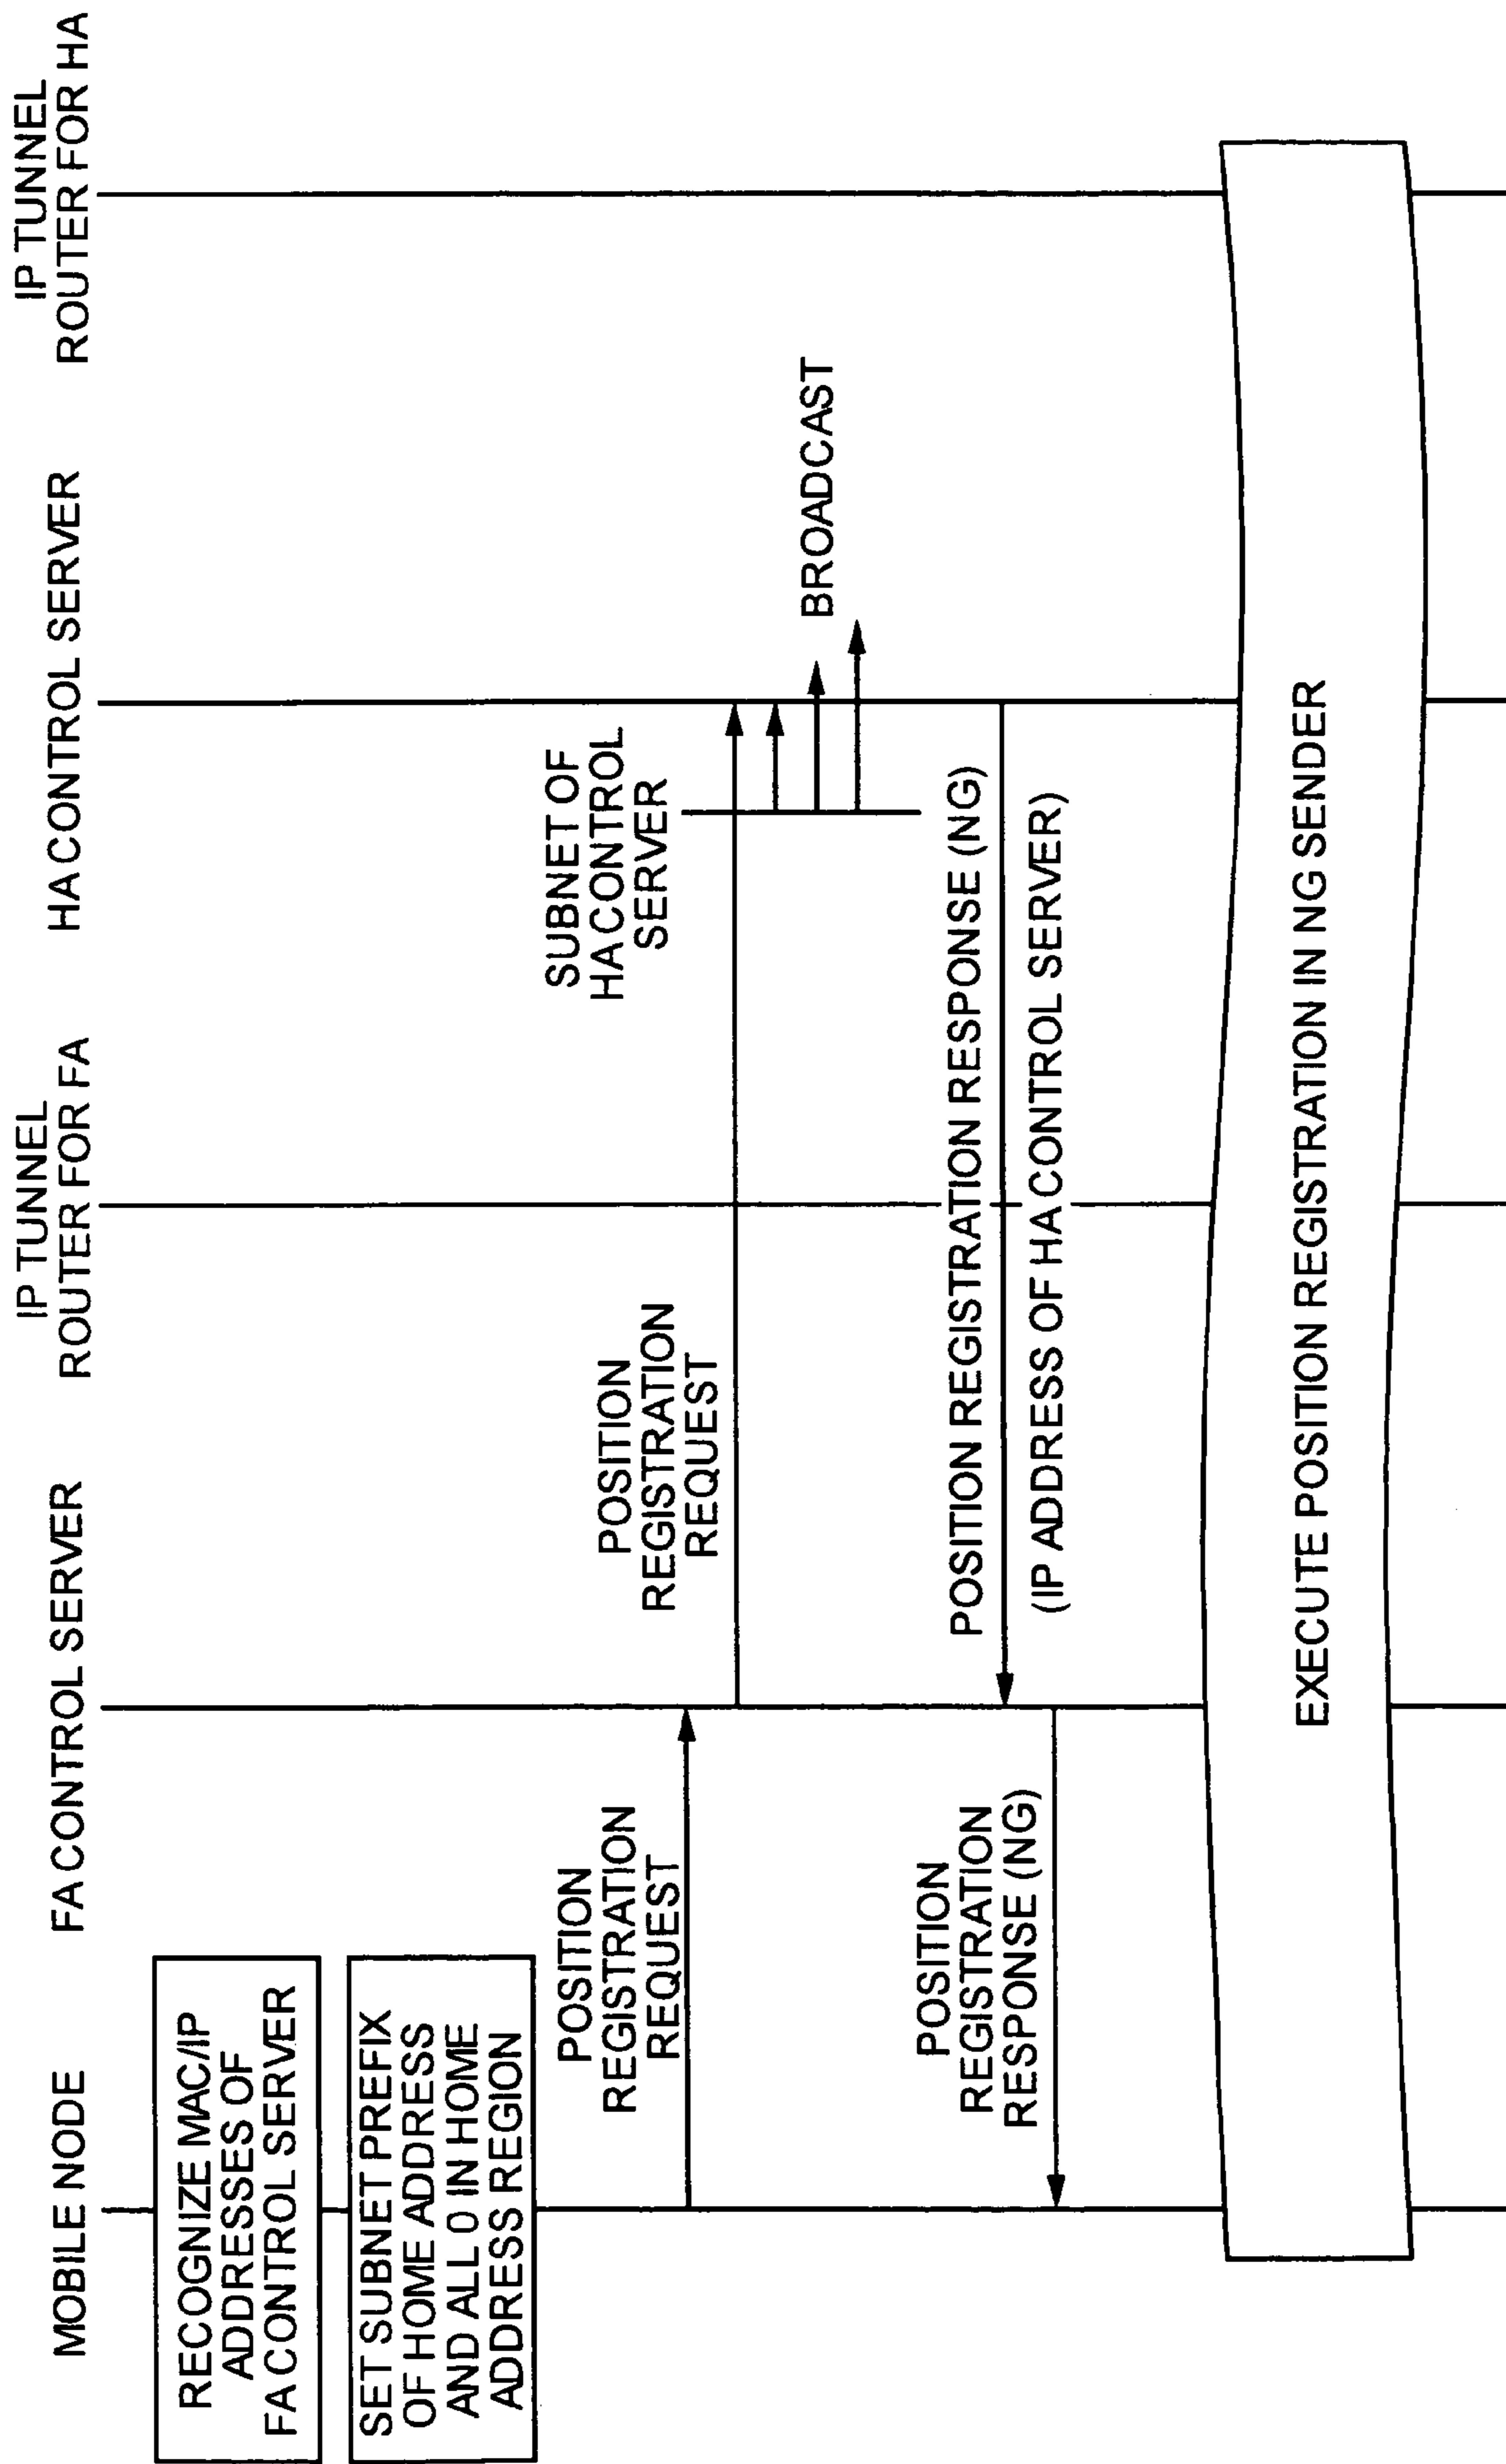 MOBILE NODE
FA CONTROL SERVER
IP TUNNEL
ROUTER FOR FA
HA CONTROL SERVER
IP TUNNEL
ROUTER FOR HA
RECOGNIZE MAC/IP
ADDRESSES OF
FA CONTROL SERVER
SET SUBNET PREFIX
OF HOME ADDRESS
AND ALL 0 IN HOME
ADDRESS REGION
POSITION
REGISTRATION
REQUEST
POSITION
REGISTRATION
REQUEST
SUBNET OF
HA CONTROL
SERVER
BROADCAST
POSITION REGISTRATION RESPONSE (NG)
(IP ADDRESS OF HA CONTROL SERVER)
POSITION
REGISTRATION
RESPONSE (NG)
EXECUTE POSITION REGISTRATION IN NG SENDER